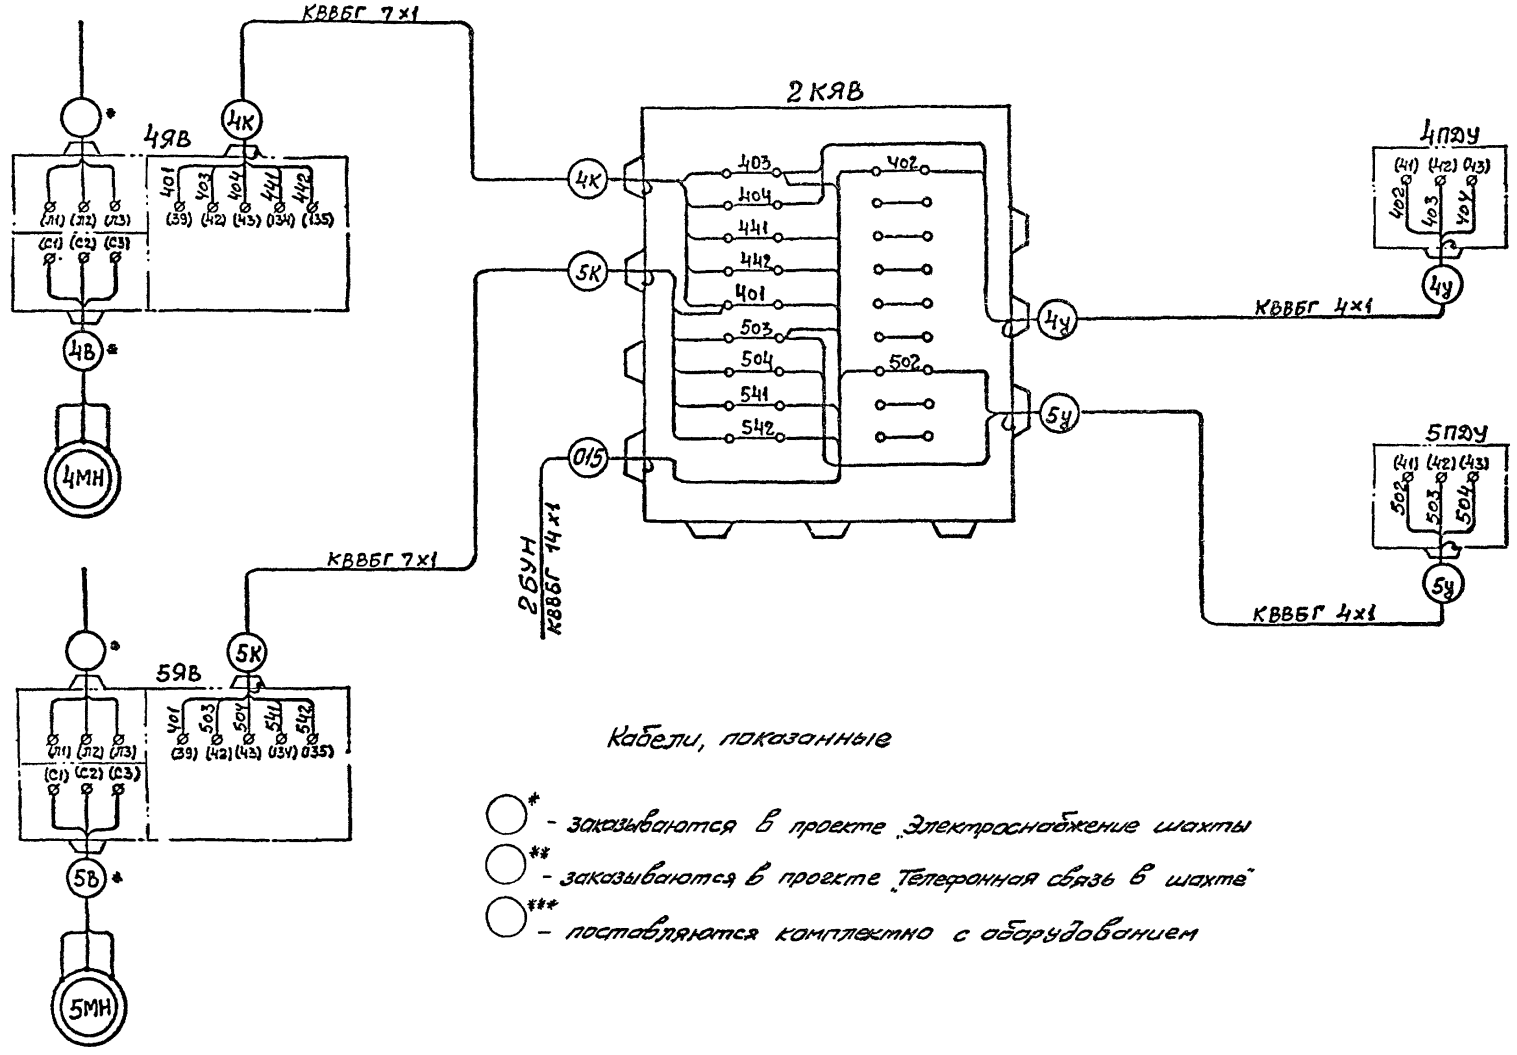 КВВБГ 7×1
4К
4ЯВ
*
401 403 404 441 442
(39) (42) (43) (134) (135)
(Л1) (Л2) (Л3)
(С1) (С2) (С3)
4В *
4МН
2КЯВ
4К
5К
015
403
404
441
442
401
503
504
541
542
402
502
4У
5У
2БУН
КВВБГ 14×1
4ПДУ
(41) (42) (43)
402 403 404
4У
КВВБГ 4×1
5ПДУ
(41) (42) (43)
502 503 504
5У
КВВБГ 4×1
КВВБГ 7×1
5К
5ЯВ
*
401 503 504 541 542
(39) (42) (43) (134) (135)
(Л1) (Л2) (Л3)
(С1) (С2) (С3)
5В *
5МН
Кабели, показанные
* - заказываются в проекте „Электроснабжение шахты
** - заказываются в проекте „Телефонная связь в шахте"
*** - поставляются комплектно с оборудованием